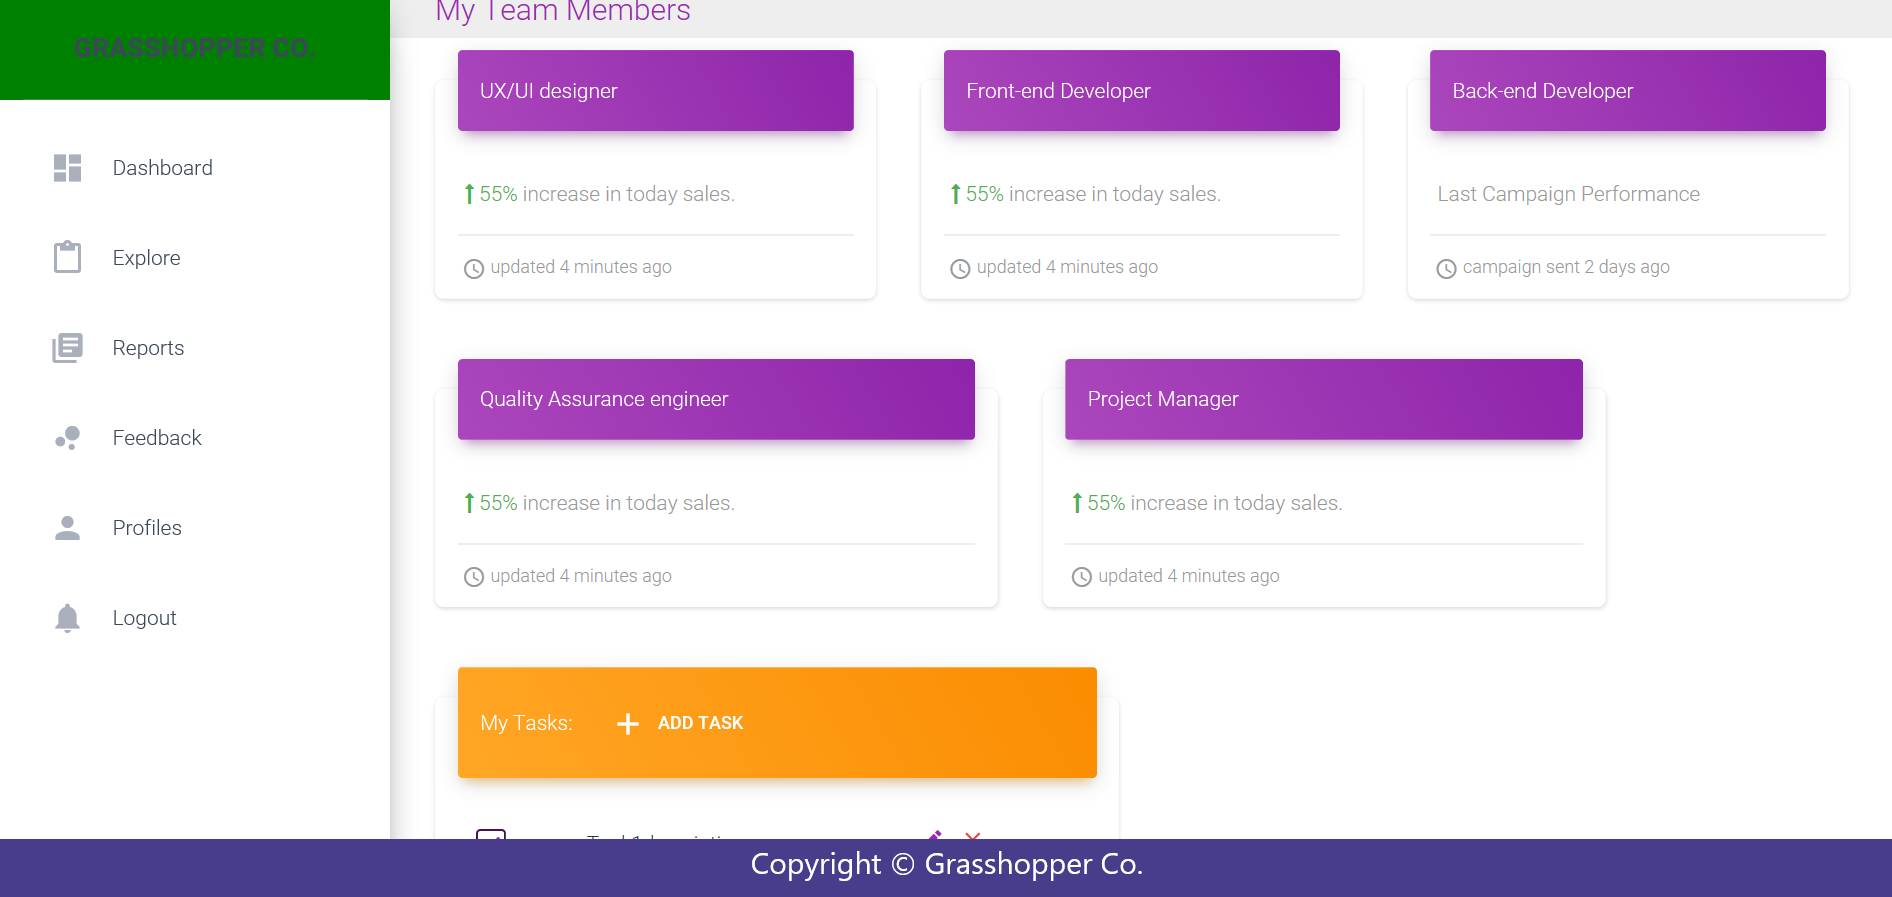 My Team Members
GRASSHOPPER CO.
Dashboard
Explore
Reports
Feedback
Profiles
Logout
UX/UI designer
55% increase in today sales.
updated 4 minutes ago
Front-end Developer
55% increase in today sales.
updated 4 minutes ago
Back-end Developer
Last Campaign Performance
campaign sent 2 days ago
Quality Assurance engineer
55% increase in today sales.
updated 4 minutes ago
Project Manager
55% increase in today sales.
updated 4 minutes ago
My Tasks:
ADD TASK
Copyright © Grasshopper Co.